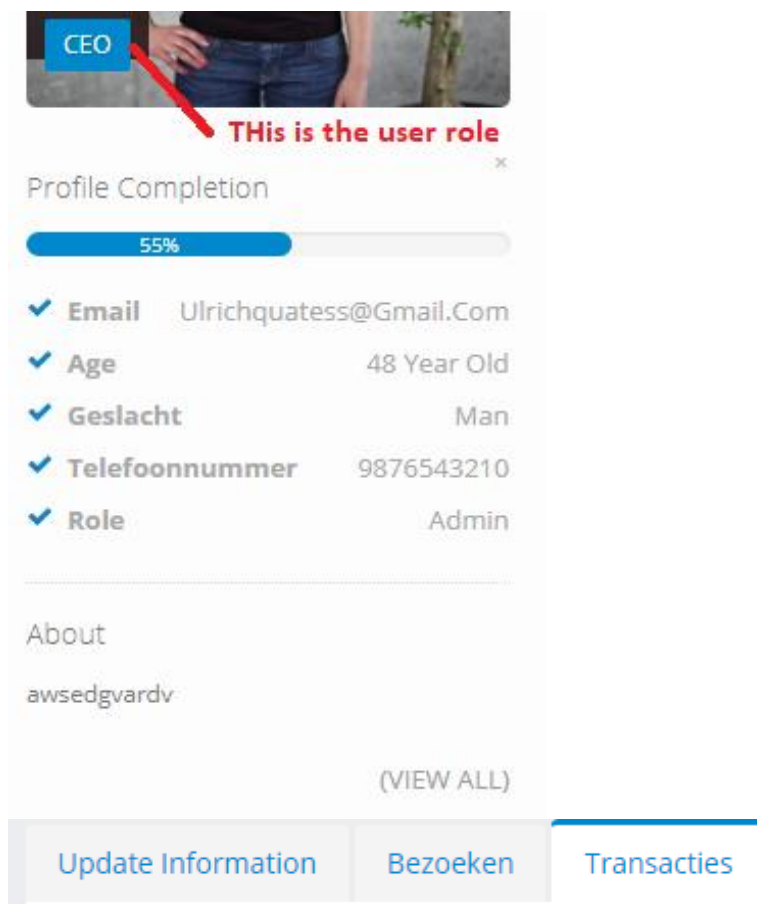 CEO
THis is the user role
×
Profile Completion
55%
Email Ulrichquatess@Gmail.Com
Age 48 Year Old
Geslacht Man
Telefoonnummer 9876543210
Role Admin
About
awsedgvardv
(VIEW ALL)
Update Information Bezoeken Transacties